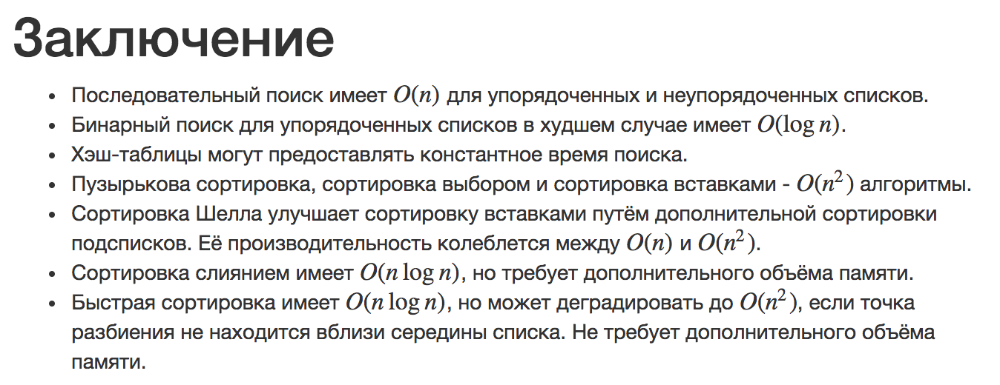 Заключение
• Последовательный поиск имеет O(n) для упорядоченных и неупорядоченных списков.
• Бинарный поиск для упорядоченных списков в худшем случае имеет O(log n).
• Хэш-таблицы могут предоставлять константное время поиска.
• Пузырькова сортировка, сортировка выбором и сортировка вставками - O(n²) алгоритмы.
• Сортировка Шелла улучшает сортировку вставками путём дополнительной сортировки
подсписков. Её производительность колеблется между O(n) и O(n²).
• Сортировка слиянием имеет O(n log n), но требует дополнительного объёма памяти.
• Быстрая сортировка имеет O(n log n), но может деградировать до O(n²), если точка
разбиения не находится вблизи середины списка. Не требует дополнительного объёма
памяти.